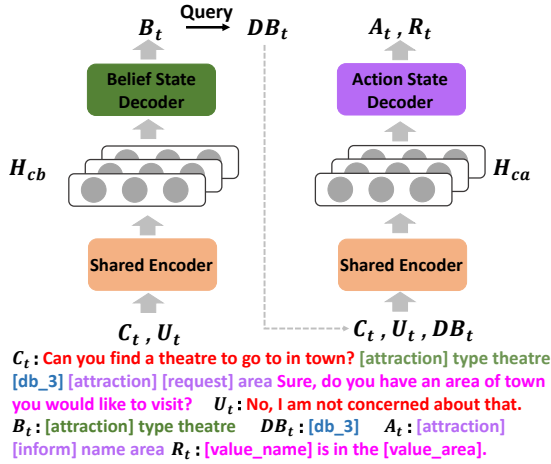 B_t Query DB_t A_t , R_t
Belief State Decoder
Action State Decoder
H_cb
H_ca
Shared Encoder
Shared Encoder
C_t , U_t
C_t , U_t , DB_t
C_t : Can you find a theatre to go to in town? [attraction] type theatre
[db_3] [attraction] [request] area Sure, do you have an area of town
you would like to visit? U_t : No, I am not concerned about that.
B_t : [attraction] type theatre DB_t : [db_3] A_t : [attraction]
[inform] name area R_t : [value_name] is in the [value_area].